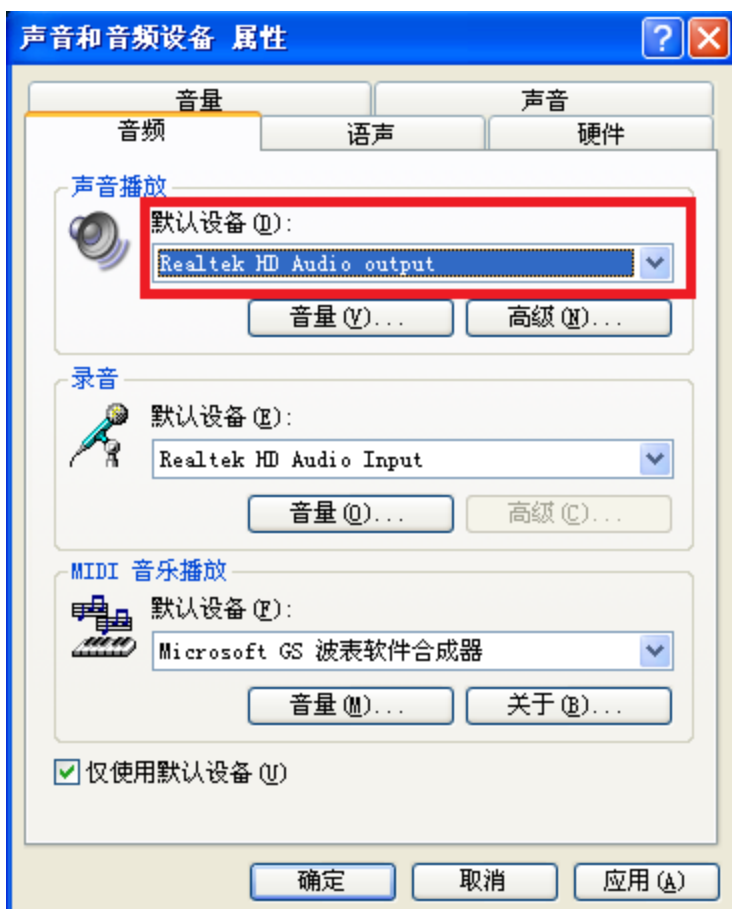 声音和音频设备 属性
音量 声音
音频 语声 硬件
声音播放
默认设备(D):
Realtek HD Audio output
音量(V)... 高级(N)...
录音
默认设备(E):
Realtek HD Audio Input
音量(O)... 高级(C)...
MIDI 音乐播放
默认设备(F):
Microsoft GS 波表软件合成器
音量(M)... 关于(B)...
仅使用默认设备(U)
确定 取消 应用(A)